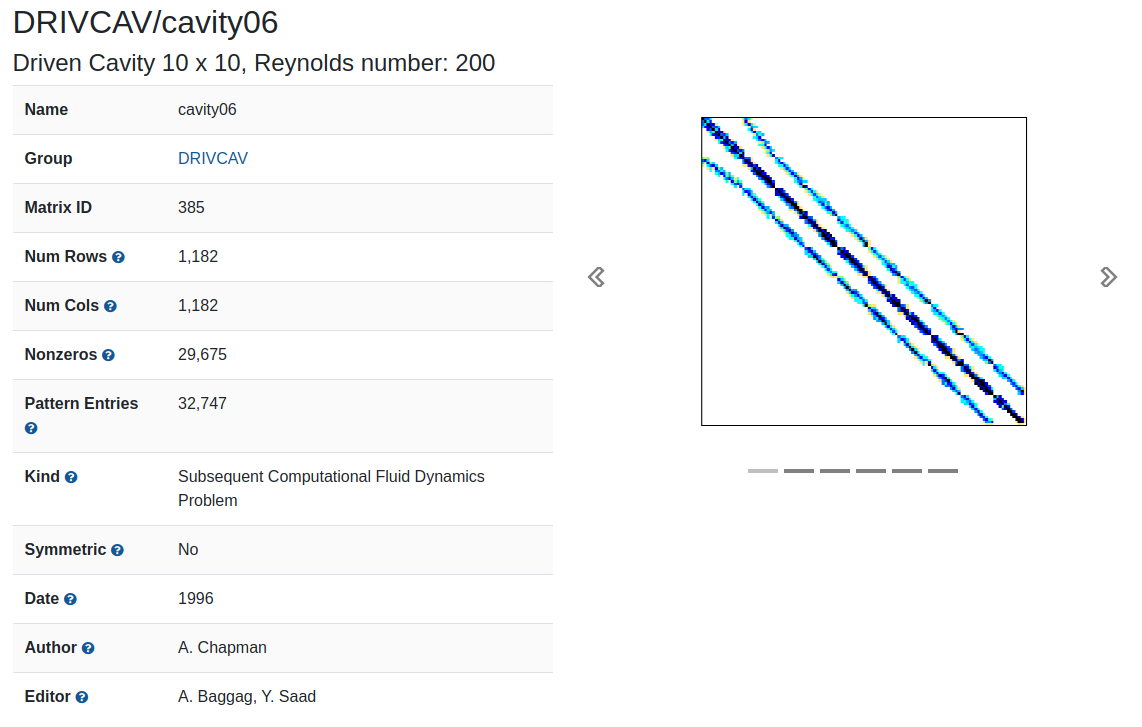 DRIVCAV/cavity06
Driven Cavity 10 x 10, Reynolds number: 200
Name cavity06
Group DRIVCAV
Matrix ID 385
Num Rows ? 1,182
Num Cols ? 1,182
Nonzeros ? 29,675
Pattern Entries 32,747
?
Kind ? Subsequent Computational Fluid Dynamics
Problem
Symmetric ? No
Date ? 1996
Author ? A. Chapman
Editor ? A. Baggag, Y. Saad